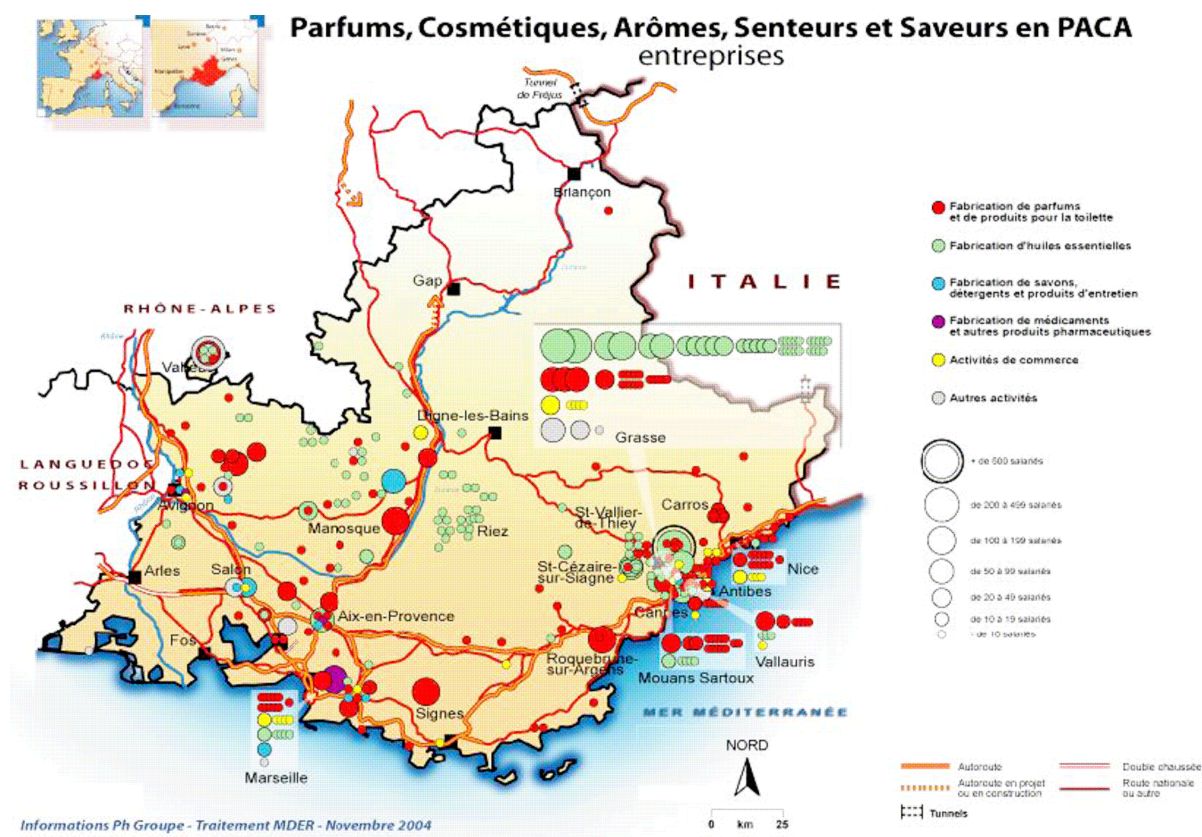 Parfums, Cosmétiques, Arômes, Senteurs et Saveurs en PACA
entreprises
Tunnel
de Fréjus
Briançon
Gap
ITALIE
RHÔNE-ALPES
Rhône
Digne-les-Bains
Grasse
LANGUEDOC
ROUSSILLON
Avignon
Rhône
Durance
Manosque
Riez
St-Vallier-
de-Thiey
Carros
Arles
Salon
St-Cézaire-
sur-Siagne
Nice
Antibes
Cannes
Aix-en-Provence
Fos
Roquebrune-
sur-Argens
Vallauris
Mouans Sartoux
Signes
MER MÉDITERRANÉE
Marseille
NORD
0 km 25
Fabrication de parfums
et de produits pour la toilette
Fabrication d'huiles essentielles
Fabrication de savons,
détergents et produits d'entretien
Fabrication de médicaments
et autres produits pharmaceutiques
Activités de commerce
Autres activités
+ de 500 salariés
de 200 à 499 salariés
de 100 à 199 salariés
de 50 à 99 salariés
de 20 à 49 salariés
de 10 à 19 salariés
- de 10 salariés
Autoroute
Autoroute en projet
ou en construction
Tunnels
Double chaussée
Route nationale
ou autre
Informations Ph Groupe - Traitement MDER - Novembre 2004